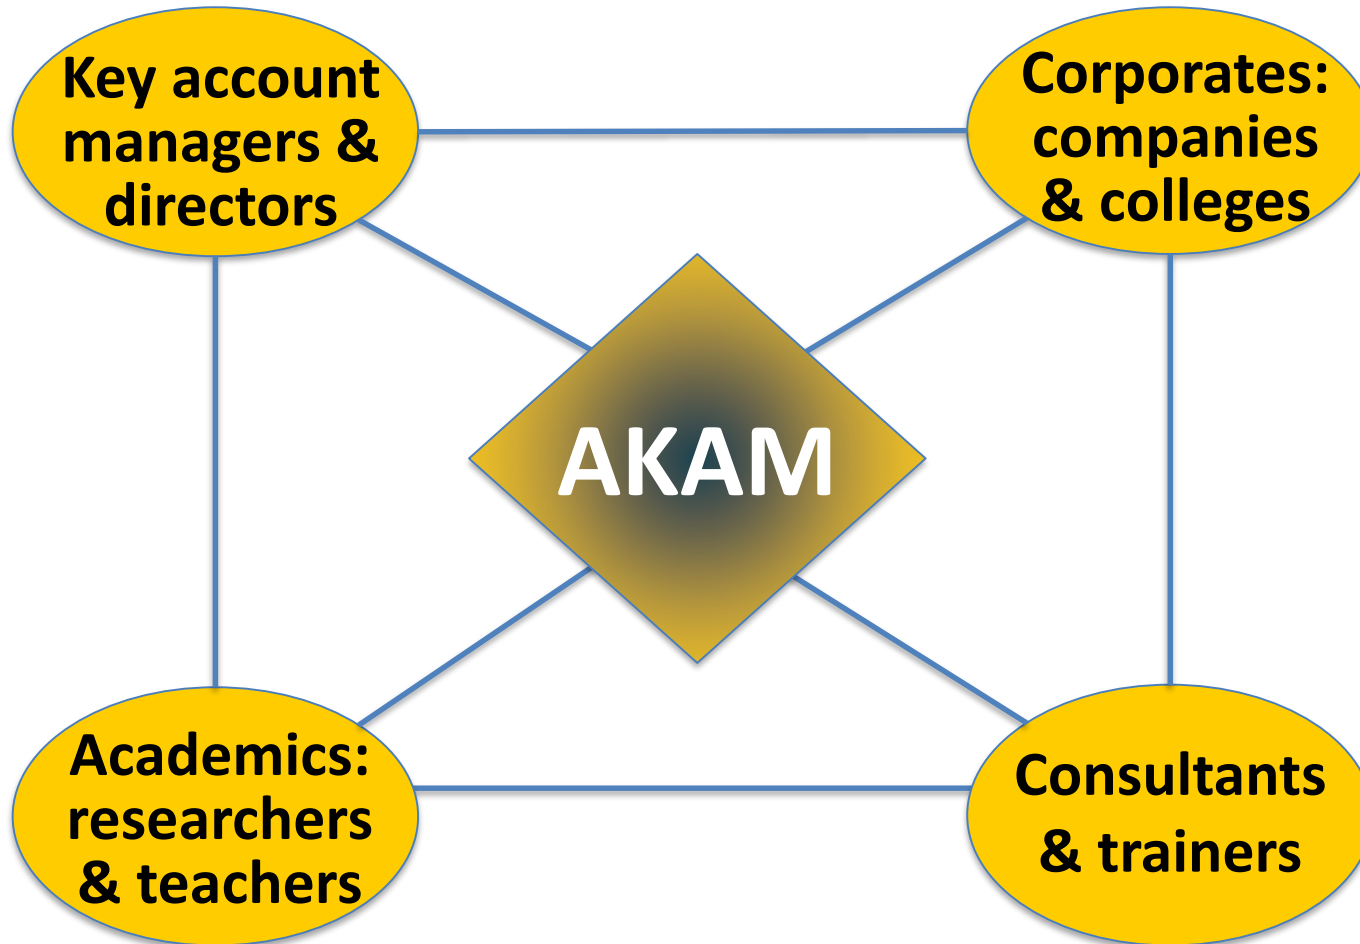 Key account
managers &
directors
Corporates:
companies
& colleges
AKAM
Academics:
researchers
& teachers
Consultants
& trainers